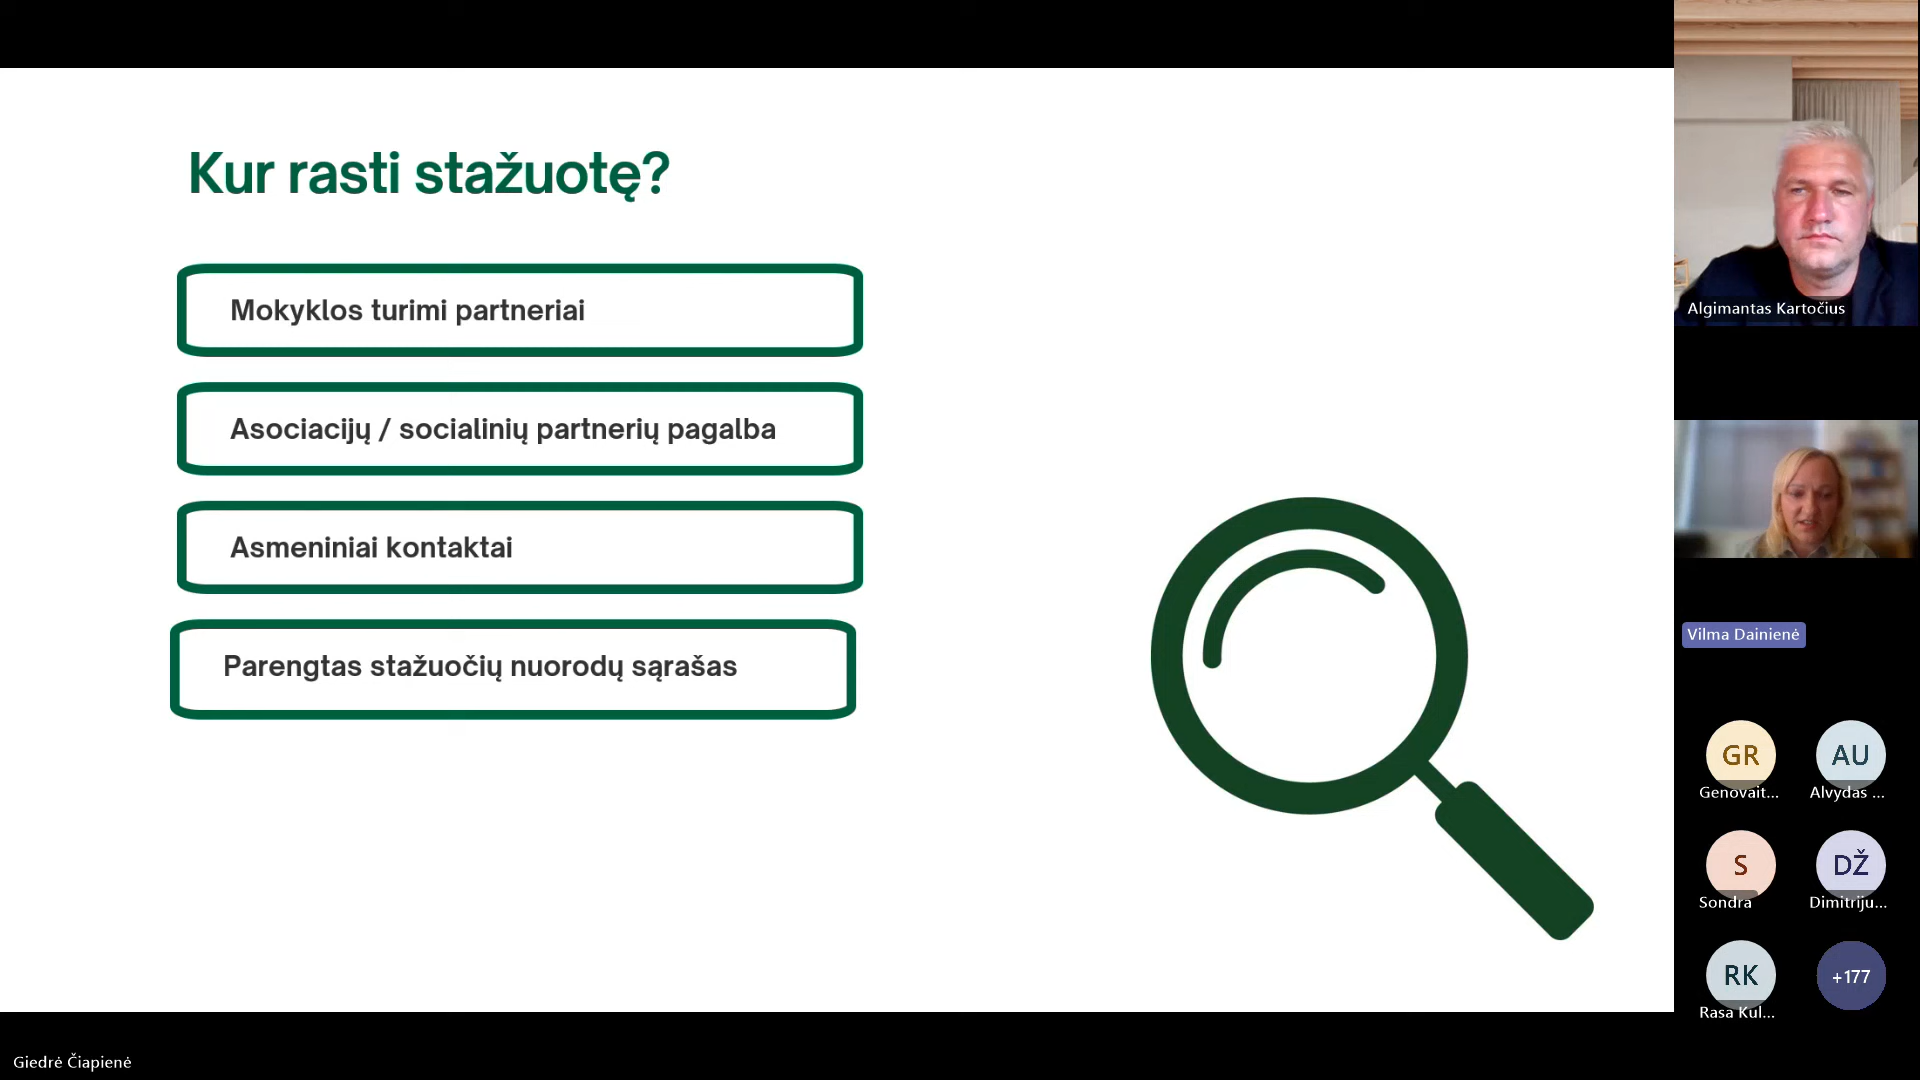 Kur rasti stažuotę?
Mokyklos turimi partneriai
Asociacijų / socialinių partnerių pagalba
Asmeniniai kontaktai
Parengtas stažuočių nuorodų sąrašas
Algimantas Kartočius
Vilma Dainienė
GR
Genovait...
AU
Alvydas ...
S
Sondra
DŽ
Dimitriju...
RK
Rasa Kul...
+177
Giedrė Čiapienė